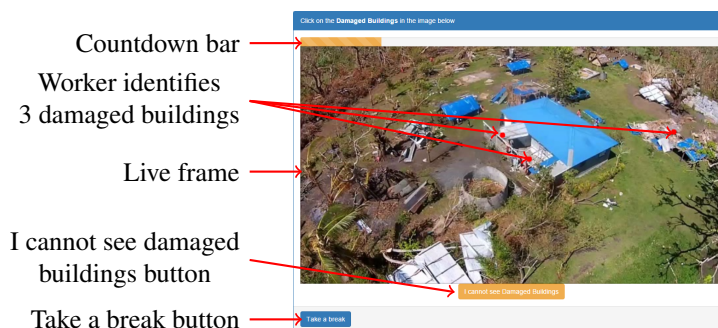 Click on the Damaged Buildings in the image below
Countdown bar
Worker identifies
3 damaged buildings
Live frame
I cannot see damaged
buildings button
I cannot see Damaged Buildings
Take a break button
Take a break